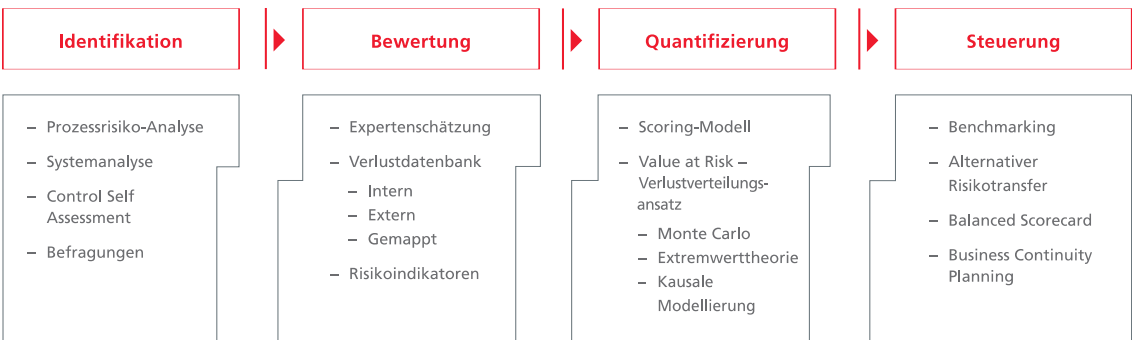 Identifikation
Bewertung
Quantifizierung
Steuerung
– Prozessrisiko-Analyse
– Systemanalyse
– Control Self
Assessment
– Befragungen
– Expertenschätzung
– Verlustdatenbank
– Intern
– Extern
– Gemappt
– Risikoindikatoren
– Scoring-Modell
– Value at Risk –
Verlustverteilungs-
ansatz
– Monte Carlo
– Extremwerttheorie
– Kausale
Modellierung
– Benchmarking
– Alternativer
Risikotransfer
– Balanced Scorecard
– Business Continuity
Planning